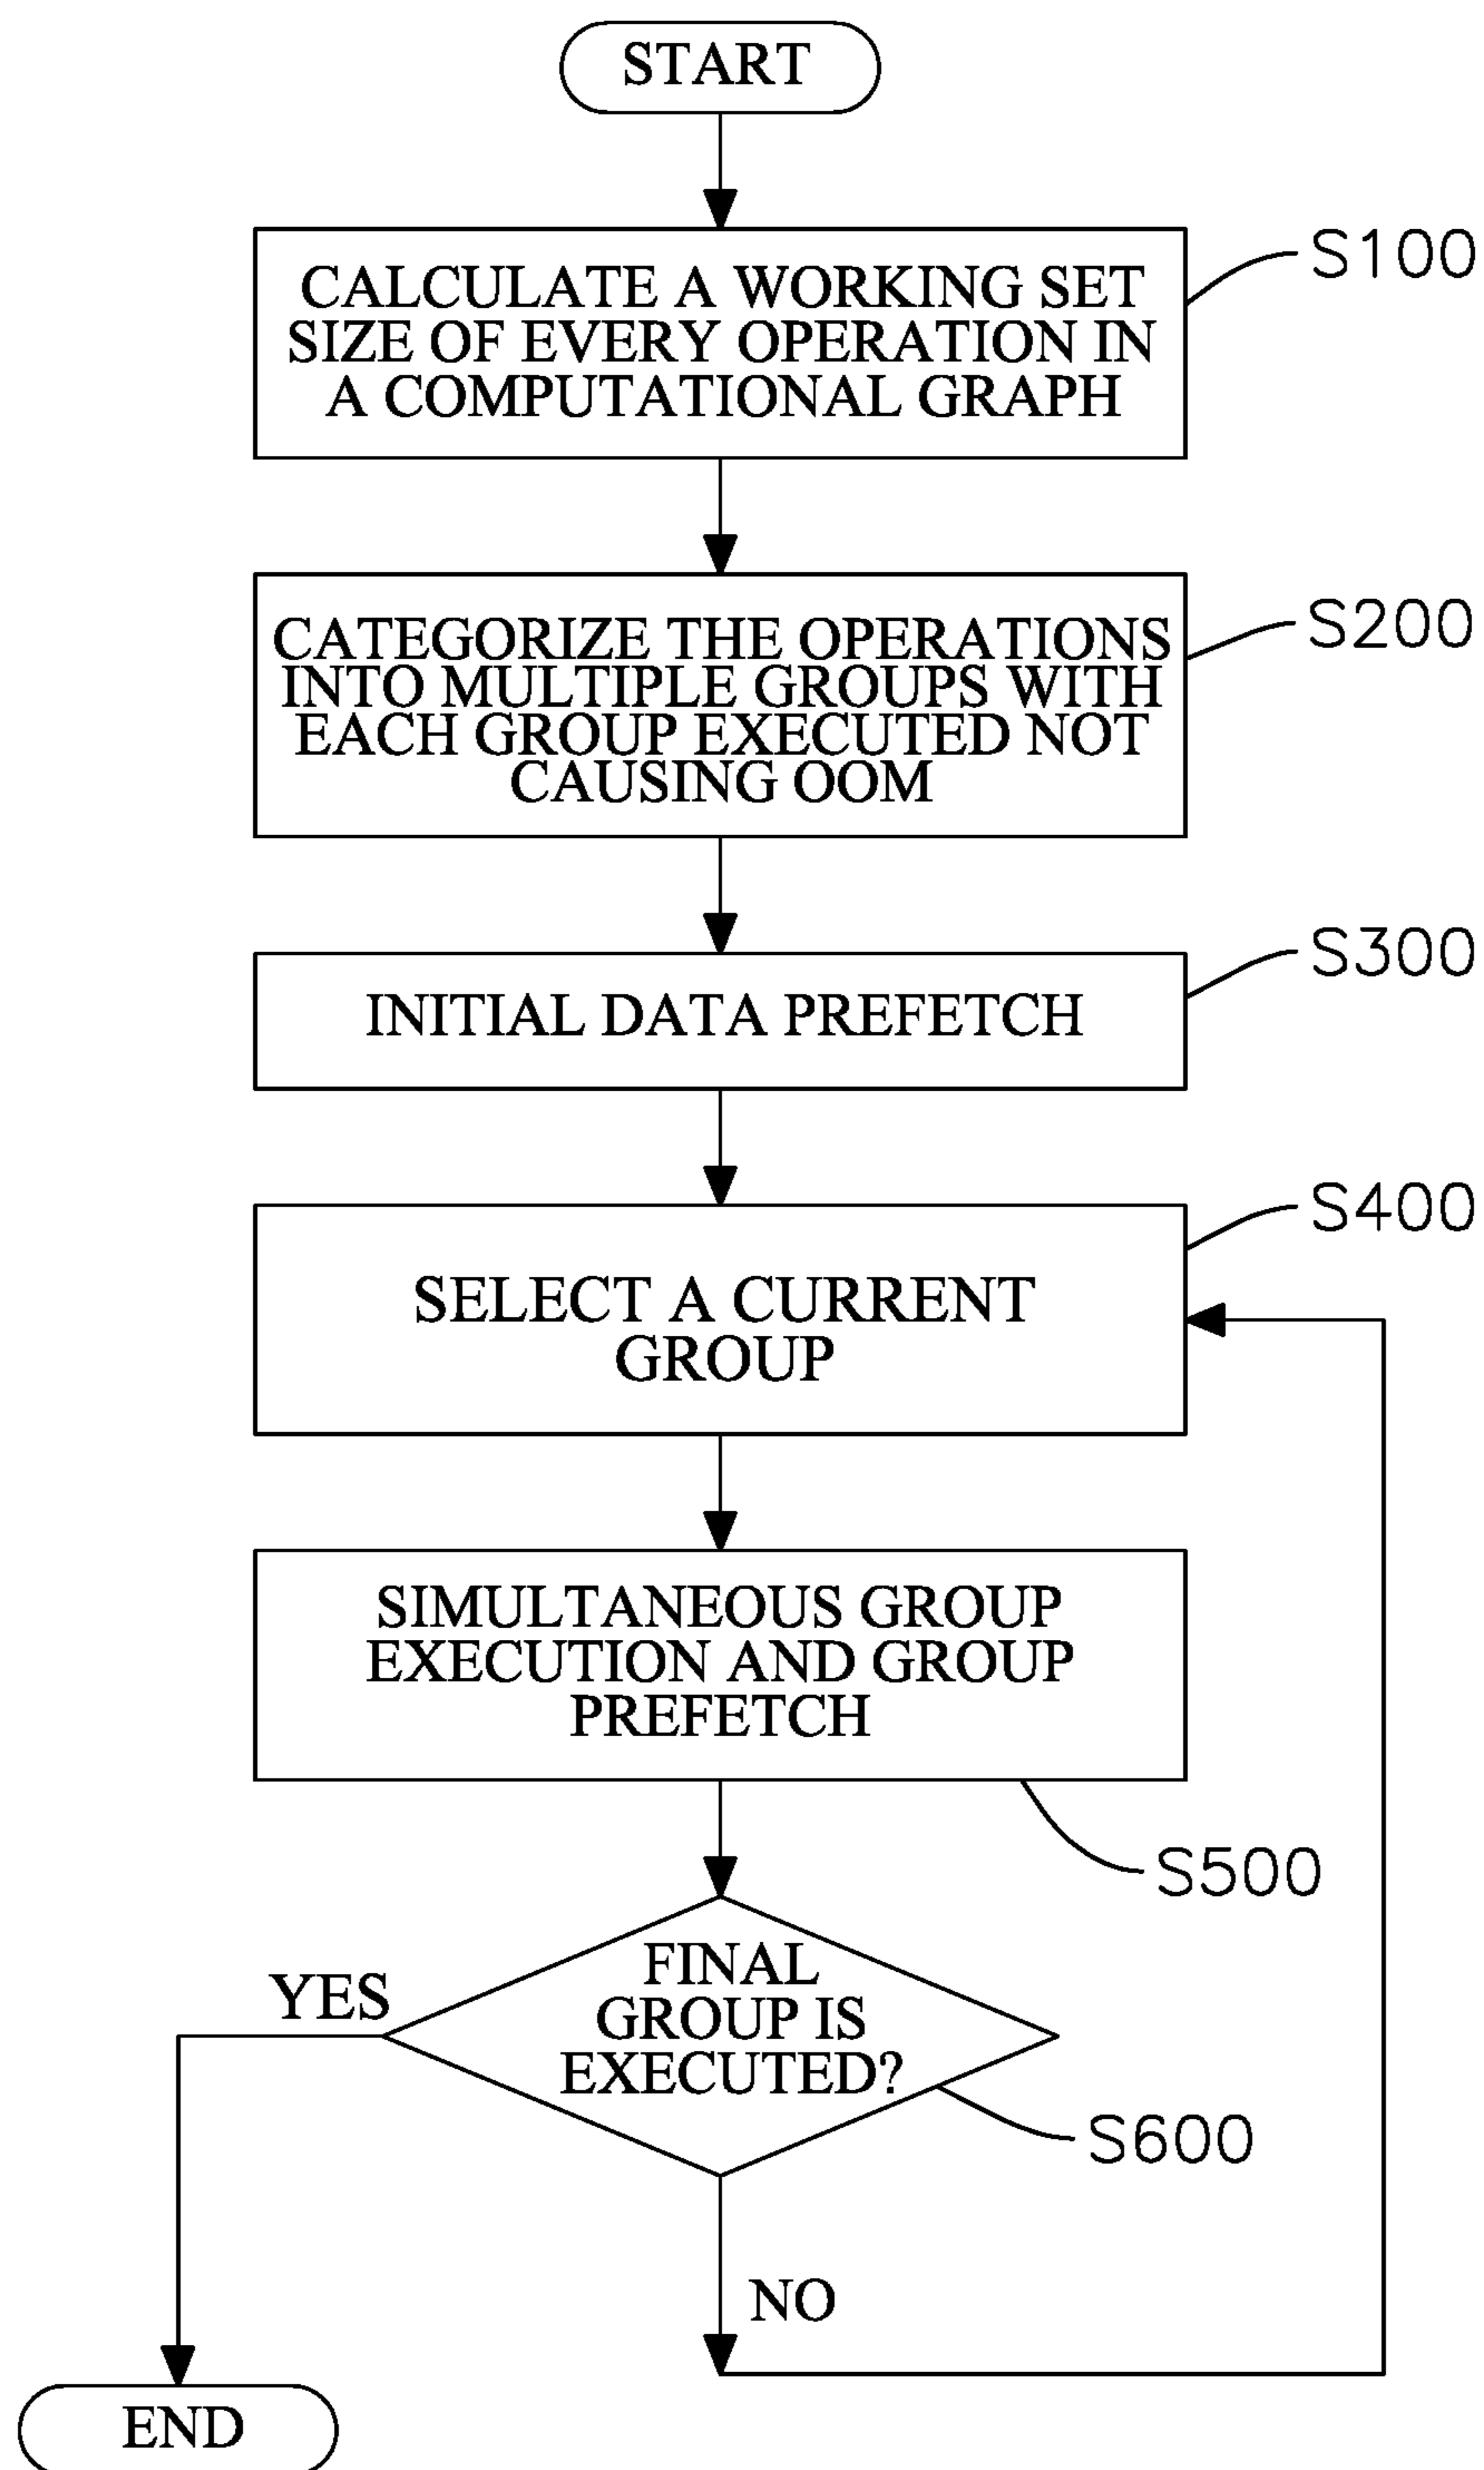 START
CALCULATE A WORKING SET
SIZE OF EVERY OPERATION IN
A COMPUTATIONAL GRAPH
S100
CATEGORIZE THE OPERATIONS
INTO MULTIPLE GROUPS WITH
EACH GROUP EXECUTED NOT
CAUSING OOM
S200
INITIAL DATA PREFETCH
S300
SELECT A CURRENT
GROUP
S400
SIMULTANEOUS GROUP
EXECUTION AND GROUP
PREFETCH
S500
FINAL
GROUP IS
EXECUTED?
S600
YES
NO
END